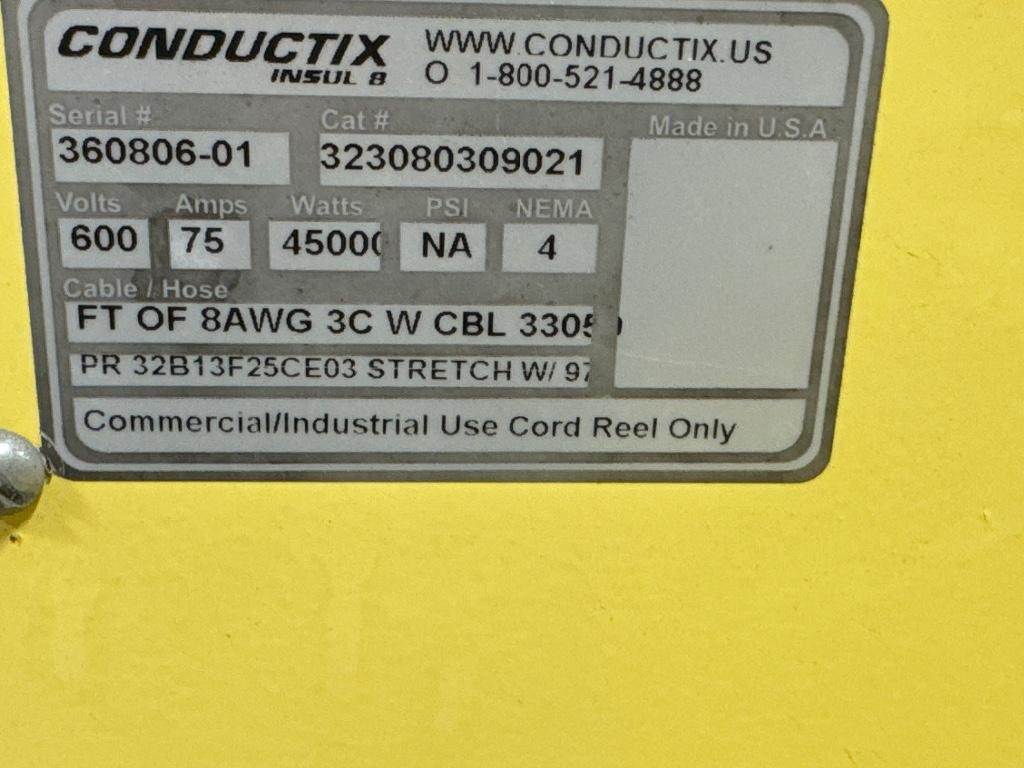 CONDUCTIX
INSUL 8
WWW.CONDUCTIX.US
O 1-800-521-4888
Serial #
360806-01
Cat #
323080309021
Made in U.S.A
Volts Amps Watts PSI NEMA
600 75 45000 NA 4
Cable / Hose
FT OF 8AWG 3C W CBL
PR 32B13F25CE03 STRETCH W/ 97
Commercial/Industrial Use Cord Reel Only